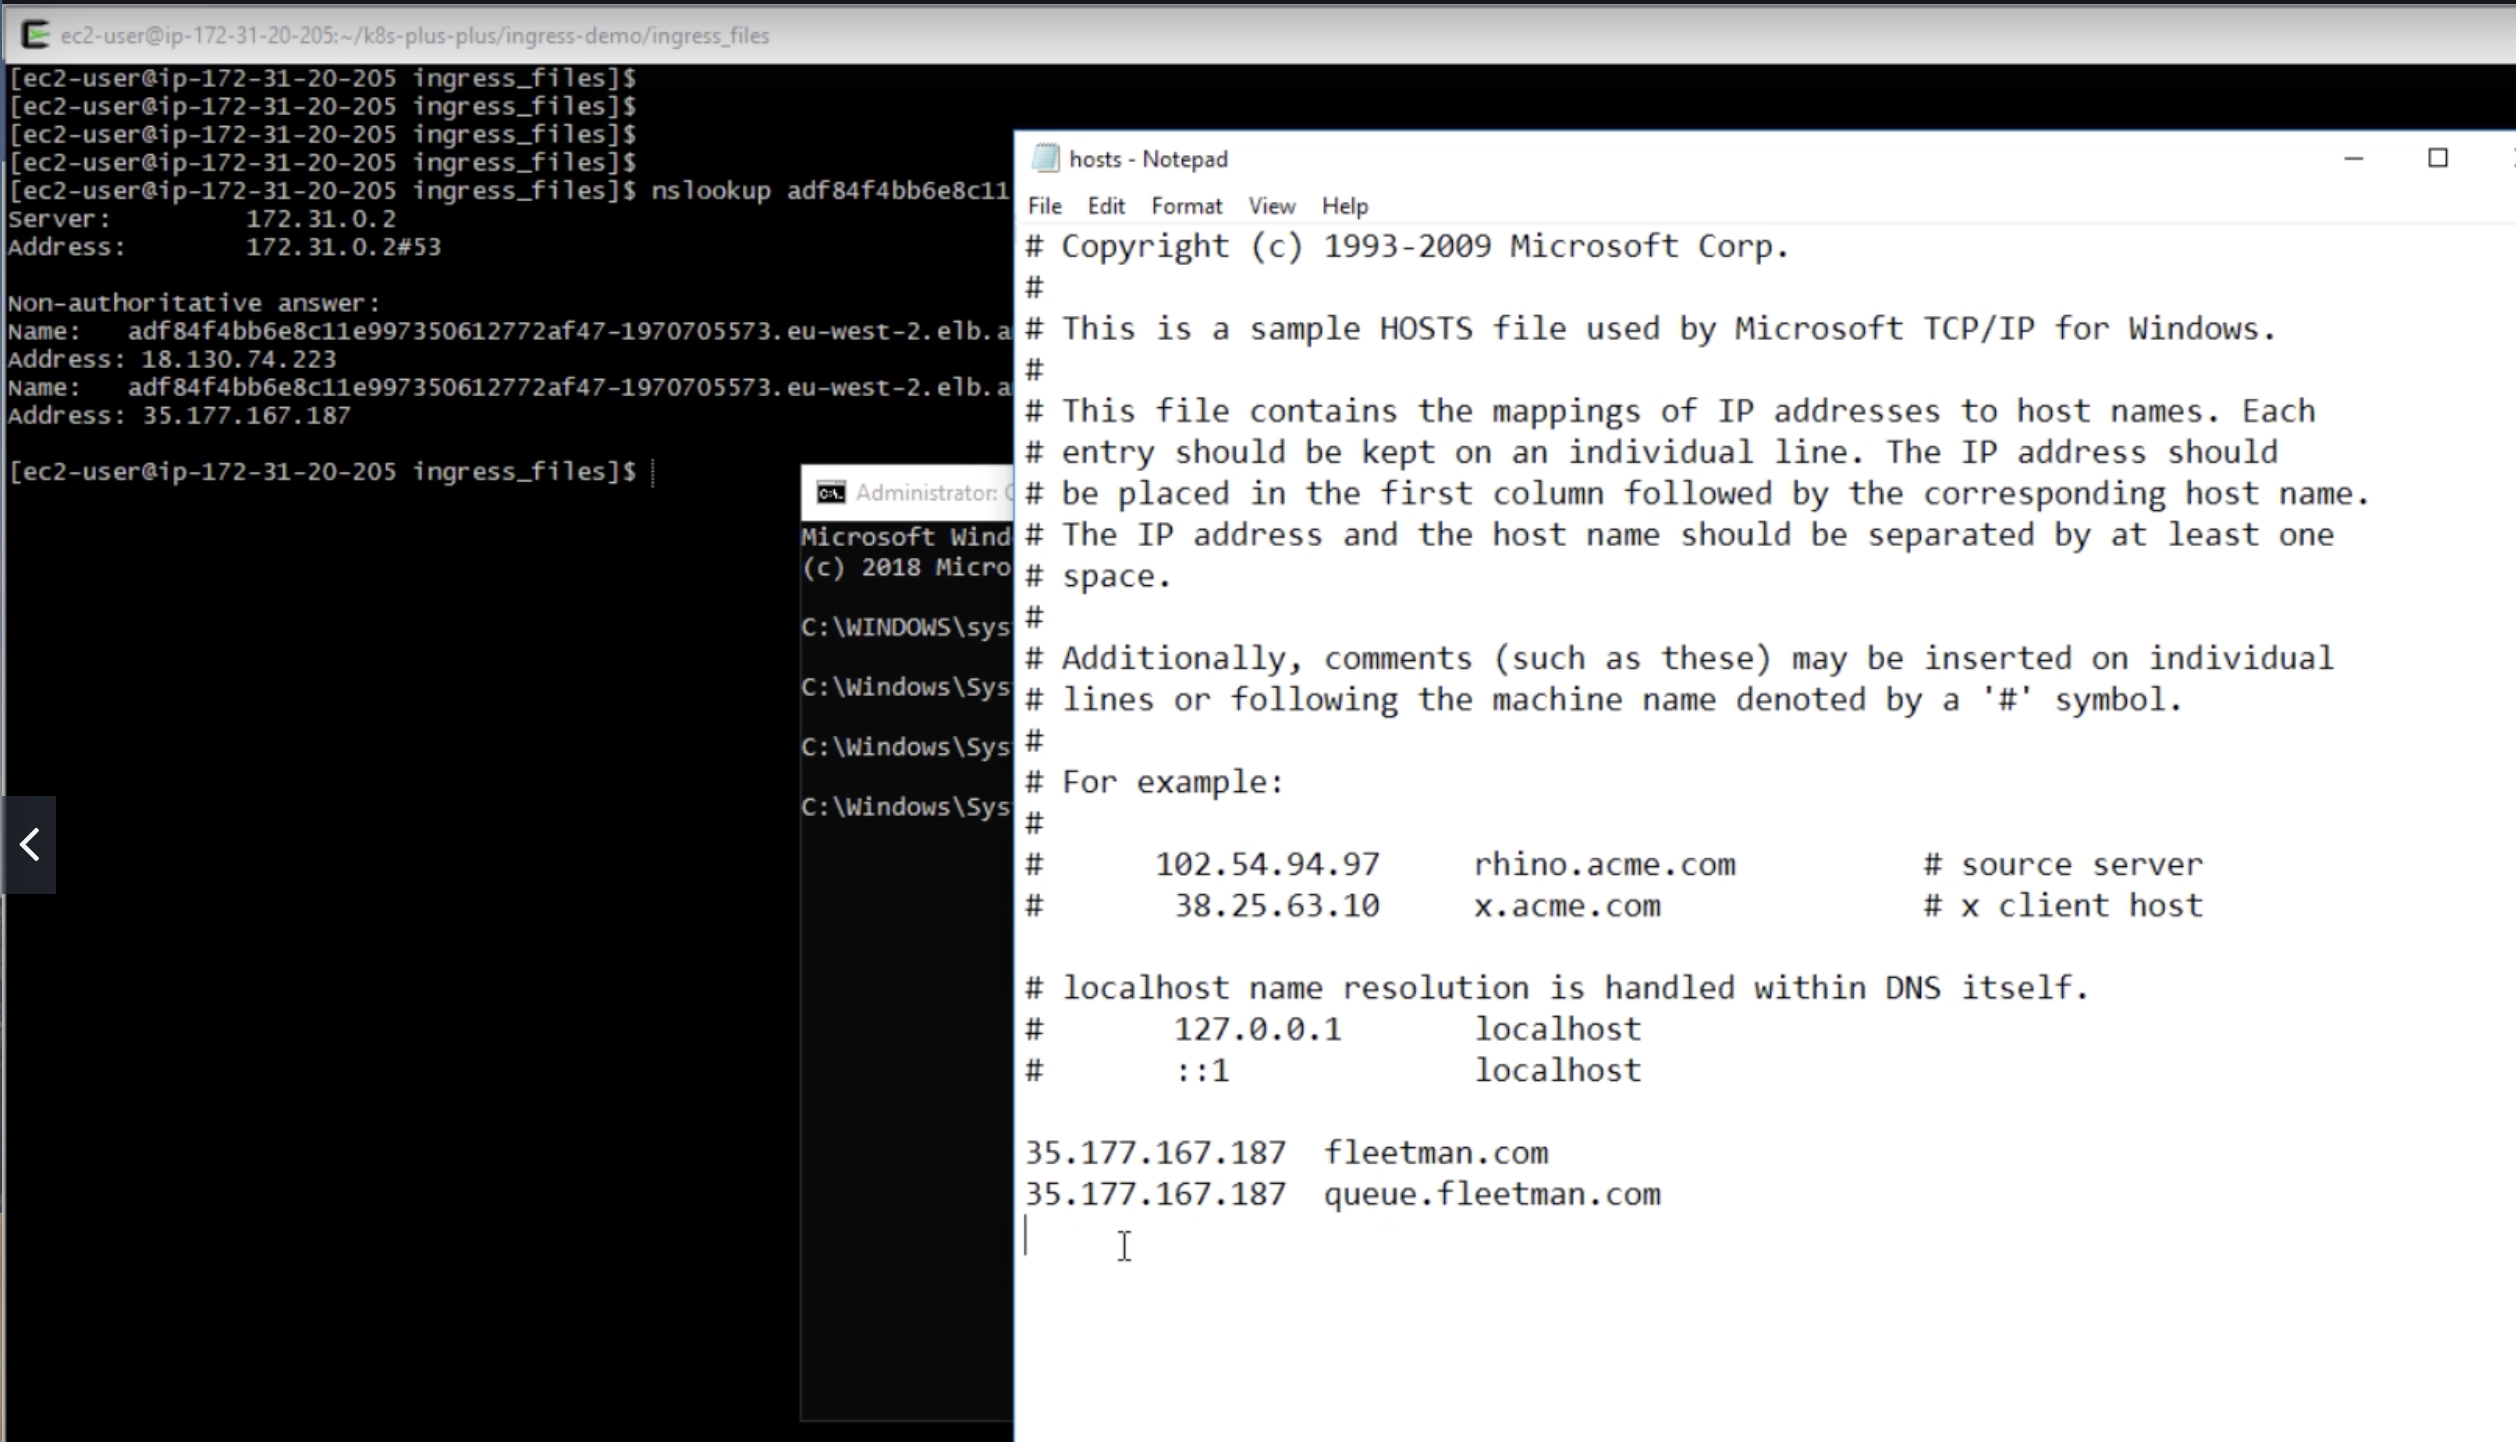 ec2-user@ip-172-31-20-205:~/k8s-plus-plus/ingress-demo/ingress_files
[ec2-user@ip-172-31-20-205 ingress_files]$
[ec2-user@ip-172-31-20-205 ingress_files]$
[ec2-user@ip-172-31-20-205 ingress_files]$
[ec2-user@ip-172-31-20-205 ingress_files]$
[ec2-user@ip-172-31-20-205 ingress_files]$ nslookup adf84f4bb6e8c11
Server: 172.31.0.2
Address: 172.31.0.2#53
Non-authoritative answer:
Name: adf84f4bb6e8c11e997350612772af47-1970705573.eu-west-2.elb.a
Address: 18.130.74.223
Name: adf84f4bb6e8c11e997350612772af47-1970705573.eu-west-2.elb.a
Address: 35.177.167.187
[ec2-user@ip-172-31-20-205 ingress_files]$
Administrator:
Microsoft Wind
(c) 2018 Micro
C:\WINDOWS\sys
C:\Windows\Sys
C:\Windows\Sys
C:\Windows\Sys
hosts - Notepad
File Edit Format View Help
# Copyright (c) 1993-2009 Microsoft Corp.
#
# This is a sample HOSTS file used by Microsoft TCP/IP for Windows.
#
# This file contains the mappings of IP addresses to host names. Each
# entry should be kept on an individual line. The IP address should
# be placed in the first column followed by the corresponding host name.
# The IP address and the host name should be separated by at least one
# space.
#
# Additionally, comments (such as these) may be inserted on individual
# lines or following the machine name denoted by a '#' symbol.
#
# For example:
#
# 102.54.94.97 rhino.acme.com # source server
# 38.25.63.10 x.acme.com # x client host
# localhost name resolution is handled within DNS itself.
# 127.0.0.1 localhost
# ::1 localhost
35.177.167.187 fleetman.com
35.177.167.187 queue.fleetman.com